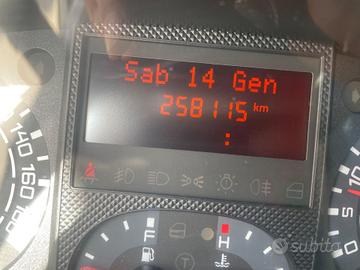 Sab 14 Gen
258115 km
:
140
160
F
H
T
subito